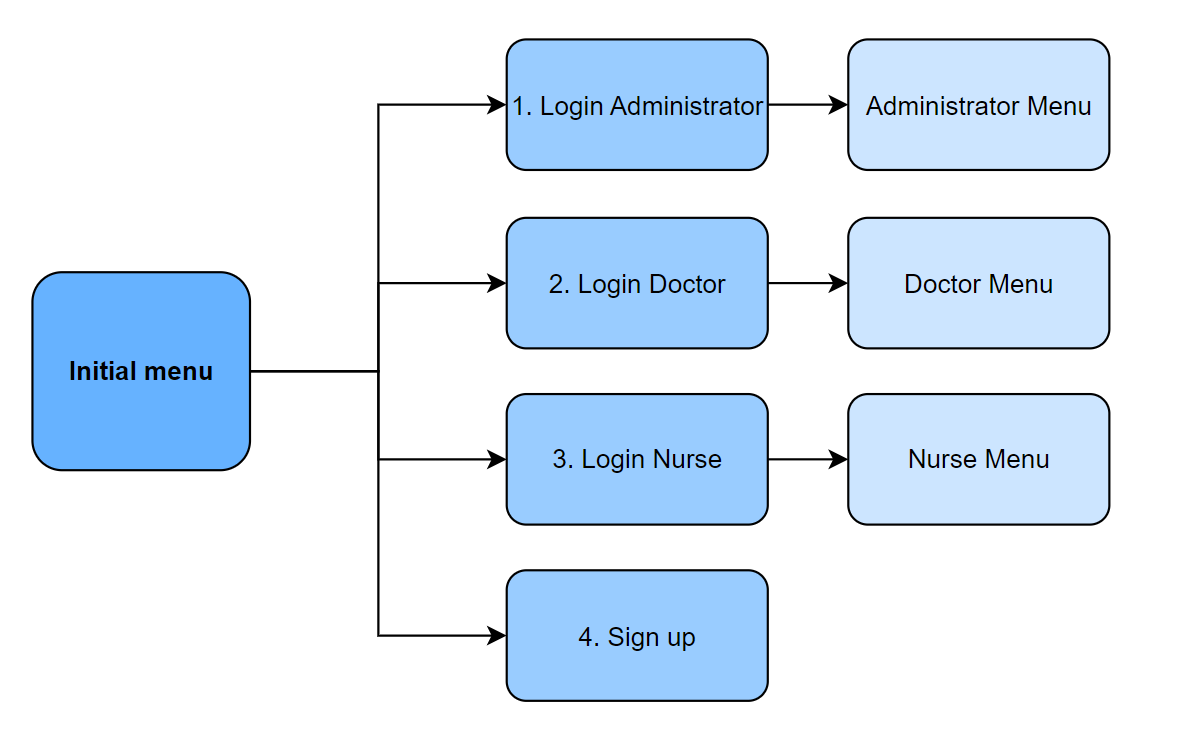 1. Login Administrator
Administrator Menu
2. Login Doctor
Doctor Menu
Initial menu
3. Login Nurse
Nurse Menu
4. Sign up